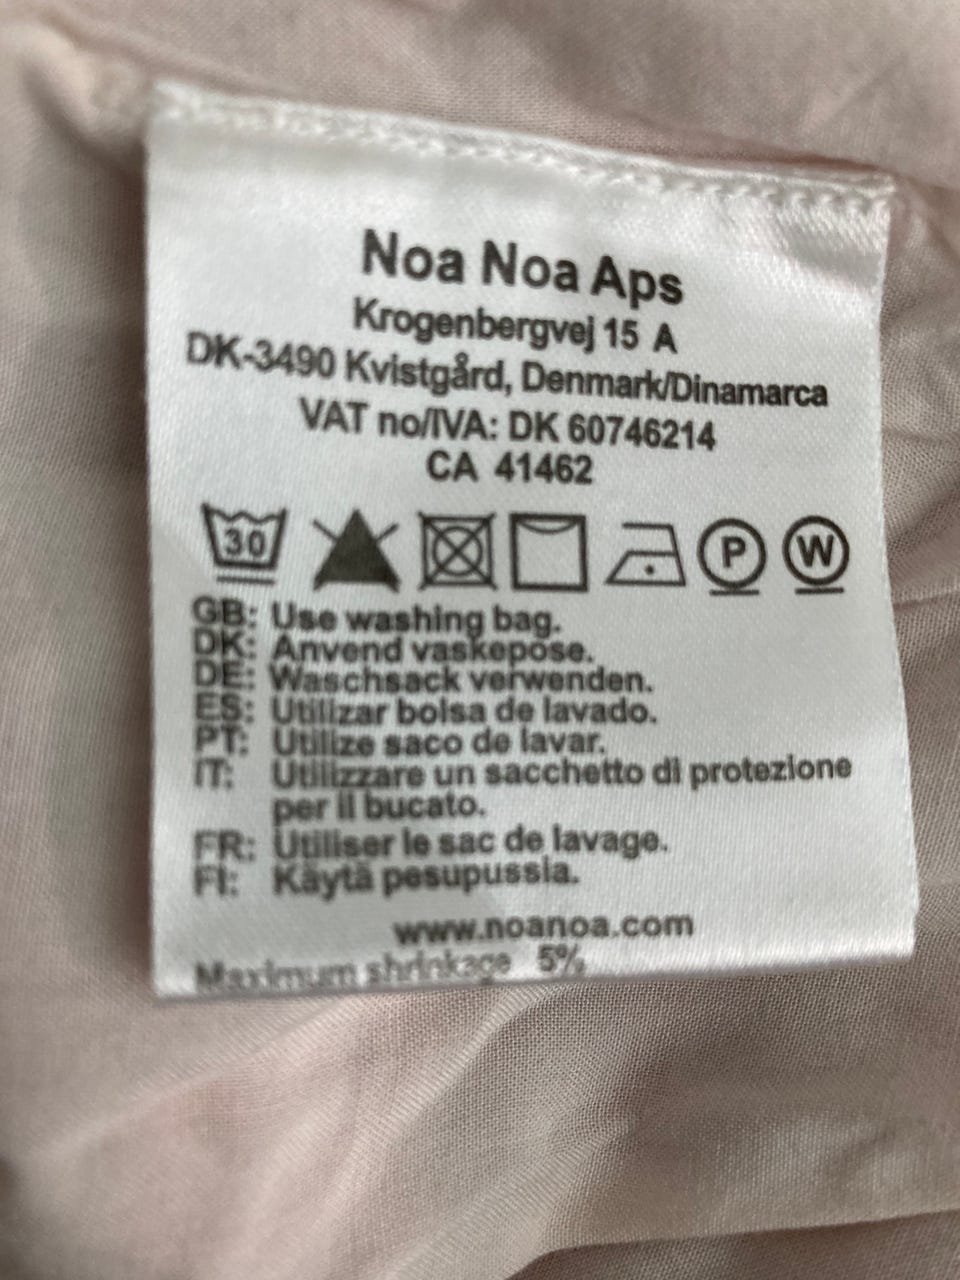 Noa Noa Aps
Krogenbergvej 15 A
DK-3490 Kvistgård, Denmark/Dinamarca
VAT no/IVA: DK 60746214
CA 41462
30 P W
GB: Use washing bag.
DK: Anvend vaskepose.
DE: Waschsack verwenden.
ES: Utilizar bolsa de lavado.
PT: Utilize saco de lavar.
IT: Utilizzare un sacchetto di protezione
per il bucato.
FR: Utiliser le sac de lavage.
FI: Käytä pesupussia.
www.noanoa.com
Maximum shrinkage 5%